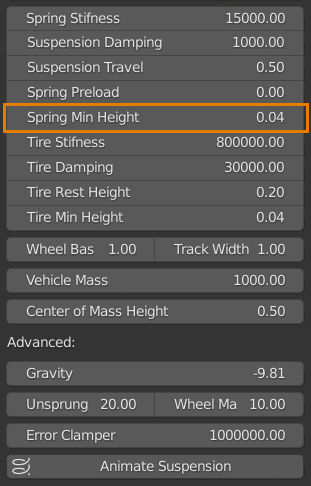 Spring Stifness 15000.00
Suspension Damping 1000.00
Suspension Travel 0.50
Spring Preload 0.00
Spring Min Height 0.04
Tire Stifness 800000.00
Tire Damping 30000.00
Tire Rest Height 0.20
Tire Min Height 0.04
Wheel Bas 1.00 Track Width 1.00
Vehicle Mass 1000.00
Center of Mass Height 0.50
Advanced:
Gravity -9.81
Unsprung 20.00 Wheel Ma 10.00
Error Clamper 1000000.00
Animate Suspension